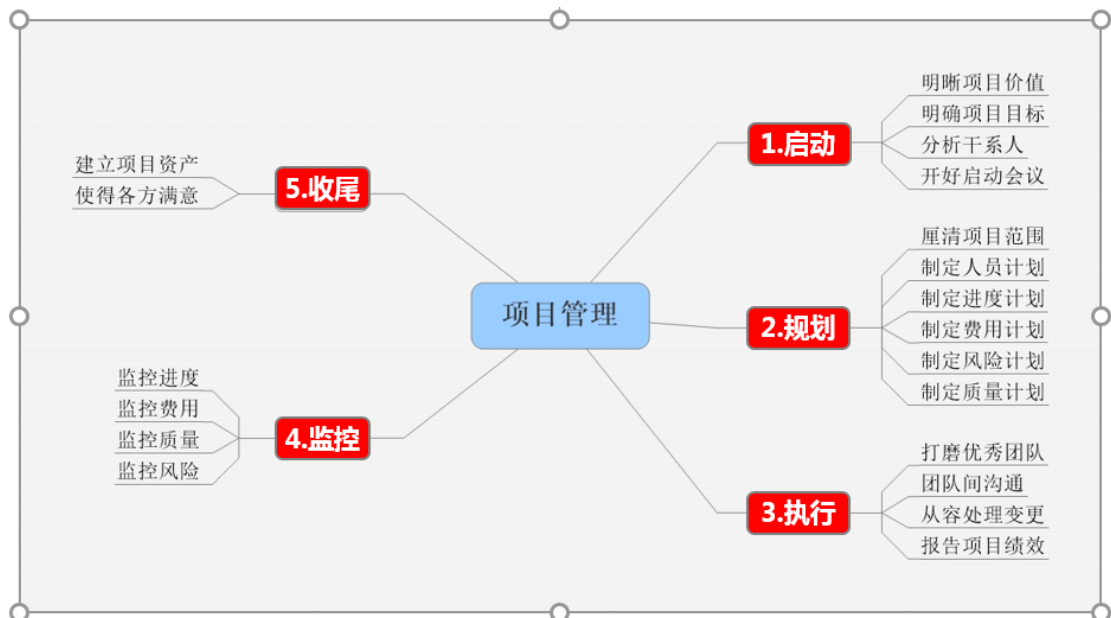 项目管理
1.启动
明晰项目价值
明确项目目标
分析干系人
开好启动会议
2.规划
厘清项目范围
制定人员计划
制定进度计划
制定费用计划
制定风险计划
制定质量计划
3.执行
打磨优秀团队
团队间沟通
从容处理变更
报告项目绩效
4.监控
监控进度
监控费用
监控质量
监控风险
5.收尾
建立项目资产
使得各方满意